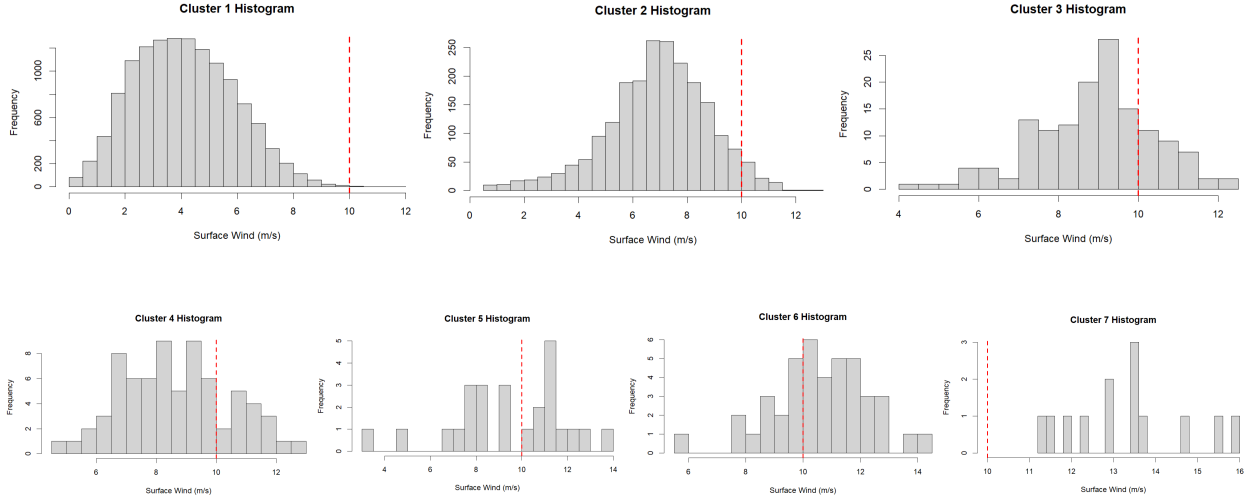 Cluster 1 Histogram
Frequency
0 200 600 1000
0 2 4 6 8 10 12
Surface Wind (m/s)
Cluster 2 Histogram
Frequency
0 50 100 150 200 250
0 2 4 6 8 10 12
Surface Wind (m/s)
Cluster 3 Histogram
Frequency
0 5 10 15 20 25
4 6 8 10 12
Surface Wind (m/s)
Cluster 4 Histogram
Frequency
0 2 4 6 8
6 8 10 12
Surface Wind (m/s)
Cluster 5 Histogram
Frequency
0 1 2 3 4 5
4 6 8 10 12 14
Surface Wind (m/s)
Cluster 6 Histogram
Frequency
0 1 2 3 4 5 6
6 8 10 12 14
Surface Wind (m/s)
Cluster 7 Histogram
Frequency
0 1 2 3
10 11 12 13 14 15 16
Surface Wind (m/s)